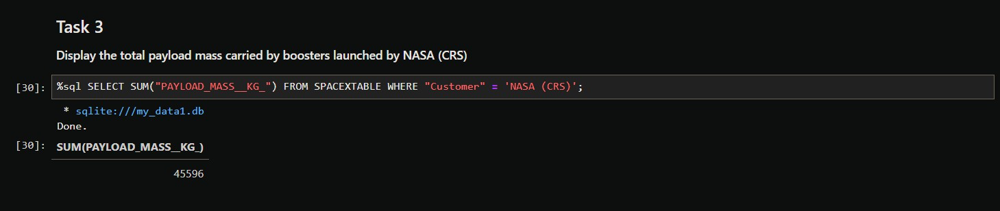 Task 3
Display the total payload mass carried by boosters launched by NASA (CRS)
[30]: %sql SELECT SUM("PAYLOAD_MASS__KG_") FROM SPACEXTABLE WHERE "Customer" = 'NASA (CRS)';
* sqlite:///my_data1.db
Done.
[30]: SUM(PAYLOAD_MASS__KG_)
45596